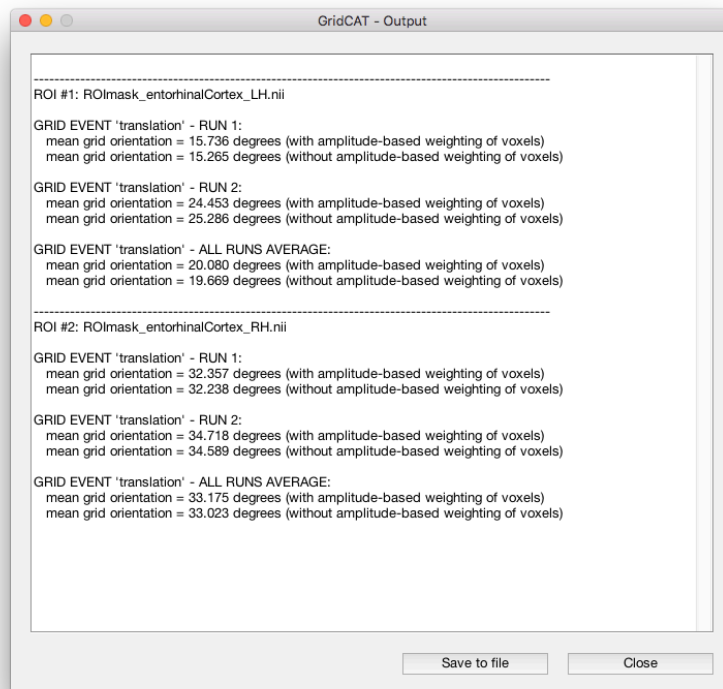 GridCAT - Output
----------------------------------------------------------------------------------------------------
ROI #1: ROImask_entorhinalCortex_LH.nii
GRID EVENT 'translation' - RUN 1:
mean grid orientation = 15.736 degrees (with amplitude-based weighting of voxels)
mean grid orientation = 15.265 degrees (without amplitude-based weighting of voxels)
GRID EVENT 'translation' - RUN 2:
mean grid orientation = 24.453 degrees (with amplitude-based weighting of voxels)
mean grid orientation = 25.286 degrees (without amplitude-based weighting of voxels)
GRID EVENT 'translation' - ALL RUNS AVERAGE:
mean grid orientation = 20.080 degrees (with amplitude-based weighting of voxels)
mean grid orientation = 19.669 degrees (without amplitude-based weighting of voxels)
----------------------------------------------------------------------------------------------------
ROI #2: ROImask_entorhinalCortex_RH.nii
GRID EVENT 'translation' - RUN 1:
mean grid orientation = 32.357 degrees (with amplitude-based weighting of voxels)
mean grid orientation = 32.238 degrees (without amplitude-based weighting of voxels)
GRID EVENT 'translation' - RUN 2:
mean grid orientation = 34.718 degrees (with amplitude-based weighting of voxels)
mean grid orientation = 34.589 degrees (without amplitude-based weighting of voxels)
GRID EVENT 'translation' - ALL RUNS AVERAGE:
mean grid orientation = 33.175 degrees (with amplitude-based weighting of voxels)
mean grid orientation = 33.023 degrees (without amplitude-based weighting of voxels)
Save to file Close